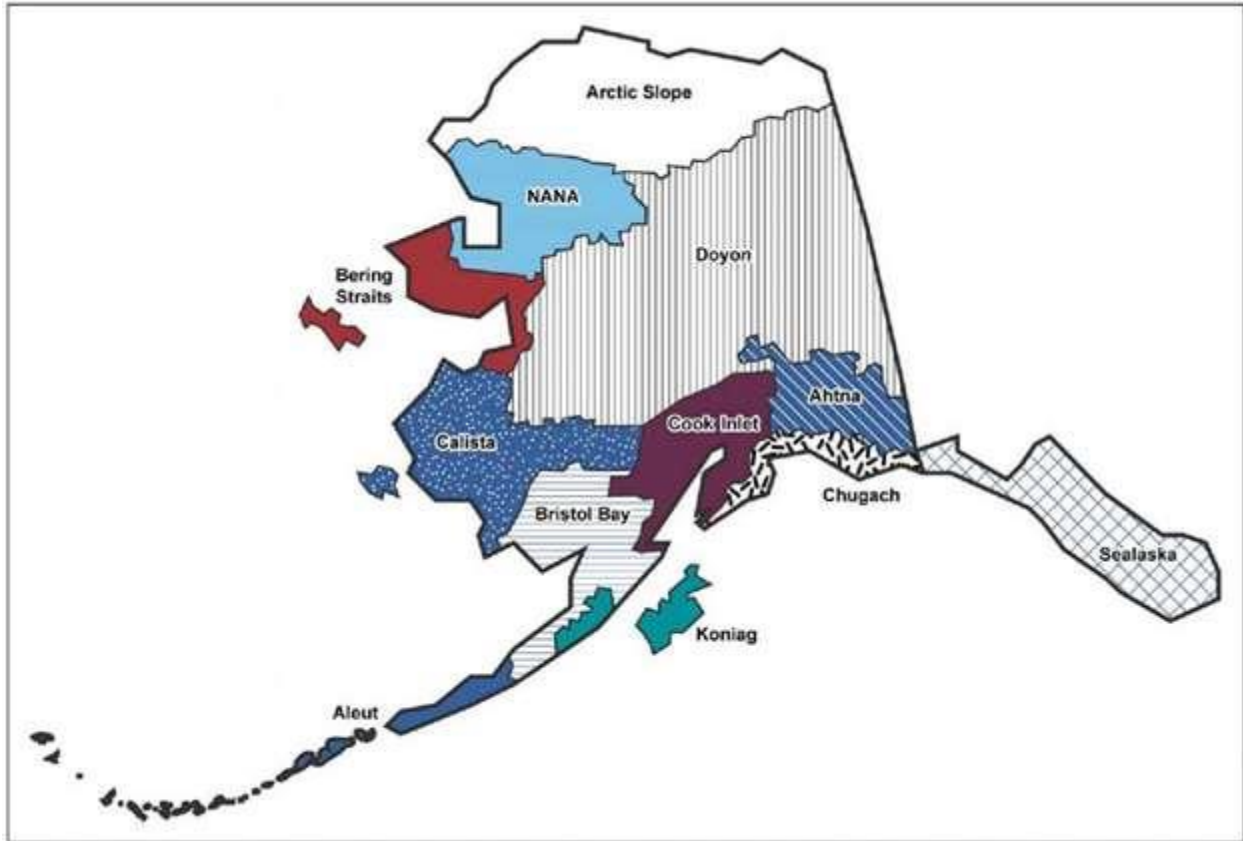 Arctic Slope
NANA
Doyon
Bering
Straits
Ahtna
Cook Inlet
Calista
Chugach
Bristol Bay
Sealaska
Koniag
Aleut